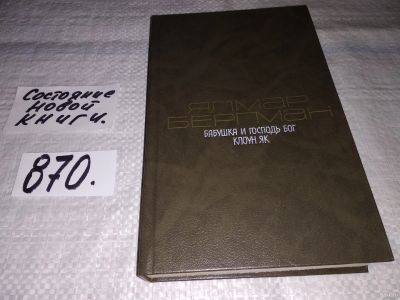 Состояние
новой
книги.
870.
ЯЛМАР
БЕРГМАН
БАБУШКА И ГОСПОДЬ БОГ
КЛОУН ЯК